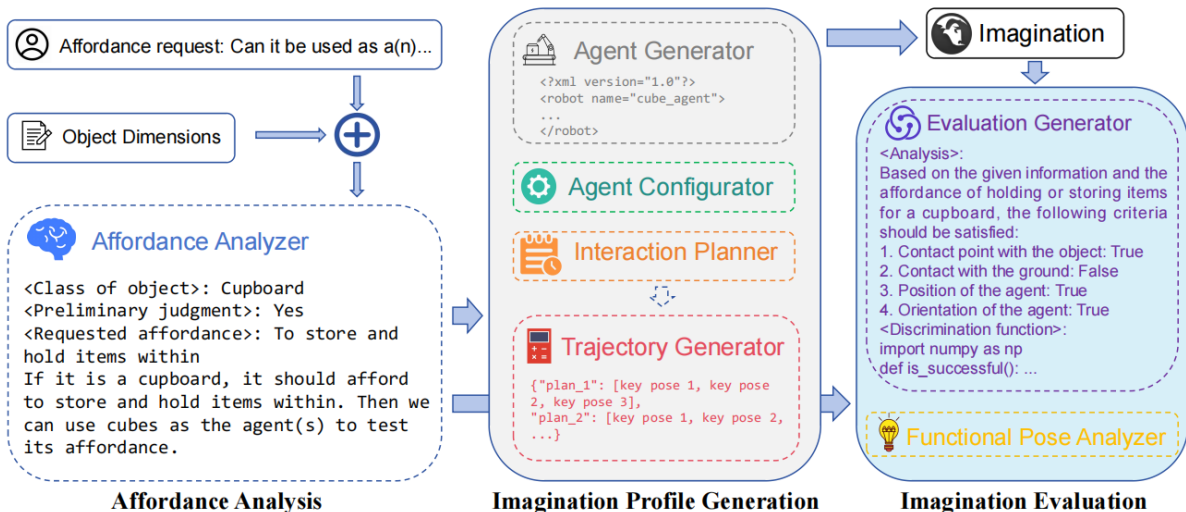 Affordance request: Can it be used as a(n)...
Object Dimensions
Affordance Analyzer
<Class of object>: Cupboard
<Preliminary judgment>: Yes
<Requested affordance>: To store and
hold items within
If it is a cupboard, it should afford
to store and hold items within. Then we
can use cubes as the agent(s) to test
its affordance.
Affordance Analysis
Agent Generator
<?xml version="1.0"?>
<robot name="cube_agent">
...
</robot>
Agent Configurator
Interaction Planner
Trajectory Generator
{"plan_1": [key pose 1, key pose
2, key pose 3],
"plan_2": [key pose 1, key pose 2,
...}
Imagination Profile Generation
Imagination
Evaluation Generator
<Analysis>:
Based on the given information and the
affordance of holding or storing items
for a cupboard, the following criteria
should be satisfied:
1. Contact point with the object: True
2. Contact with the ground: False
3. Position of the agent: True
4. Orientation of the agent: True
<Discrimination function>:
import numpy as np
def is_successful(): ...
Functional Pose Analyzer
Imagination Evaluation